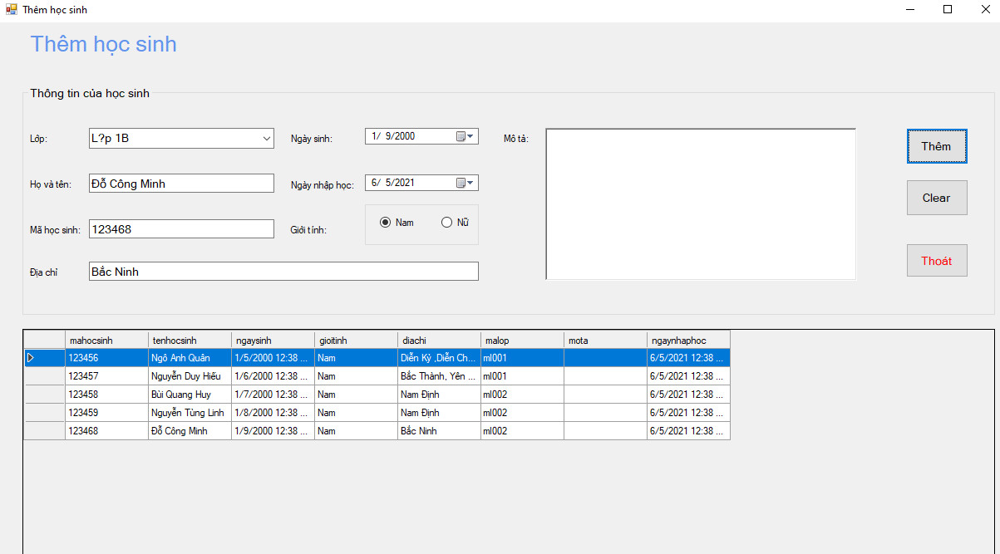 Thêm học sinh
Thêm học sinh
Thông tin của học sinh
Lớp: L?p 1B Ngày sinh: 1/ 9/2000 Mô tả: Thêm
Họ và tên: Đỗ Công Minh Ngày nhập học: 6/ 5/2021 Clear
Mã học sinh: 123468 Giới tính: Nam Nữ
Địa chỉ Bắc Ninh Thoát
mahocsinh tenhocsinh ngaysinh gioitinh diachi malop mota ngaynhaphoc
123456 Ngô Anh Quân 1/5/2000 12:38 ... Nam Diễn Kỷ ,Diễn Ch... ml001 6/5/2021 12:38 ...
123457 Nguyễn Duy Hiếu 1/6/2000 12:38 ... Nam Bắc Thành, Yên ... ml001 6/5/2021 12:38 ...
123458 Bùi Quang Huy 1/7/2000 12:38 ... Nam Nam Định ml002 6/5/2021 12:38 ...
123459 Nguyễn Tùng Linh 1/8/2000 12:38 ... Nam Nam Định ml002 6/5/2021 12:38 ...
123468 Đỗ Công Minh 1/9/2000 12:38 ... Nam Bắc Ninh ml002 6/5/2021 12:38 ...